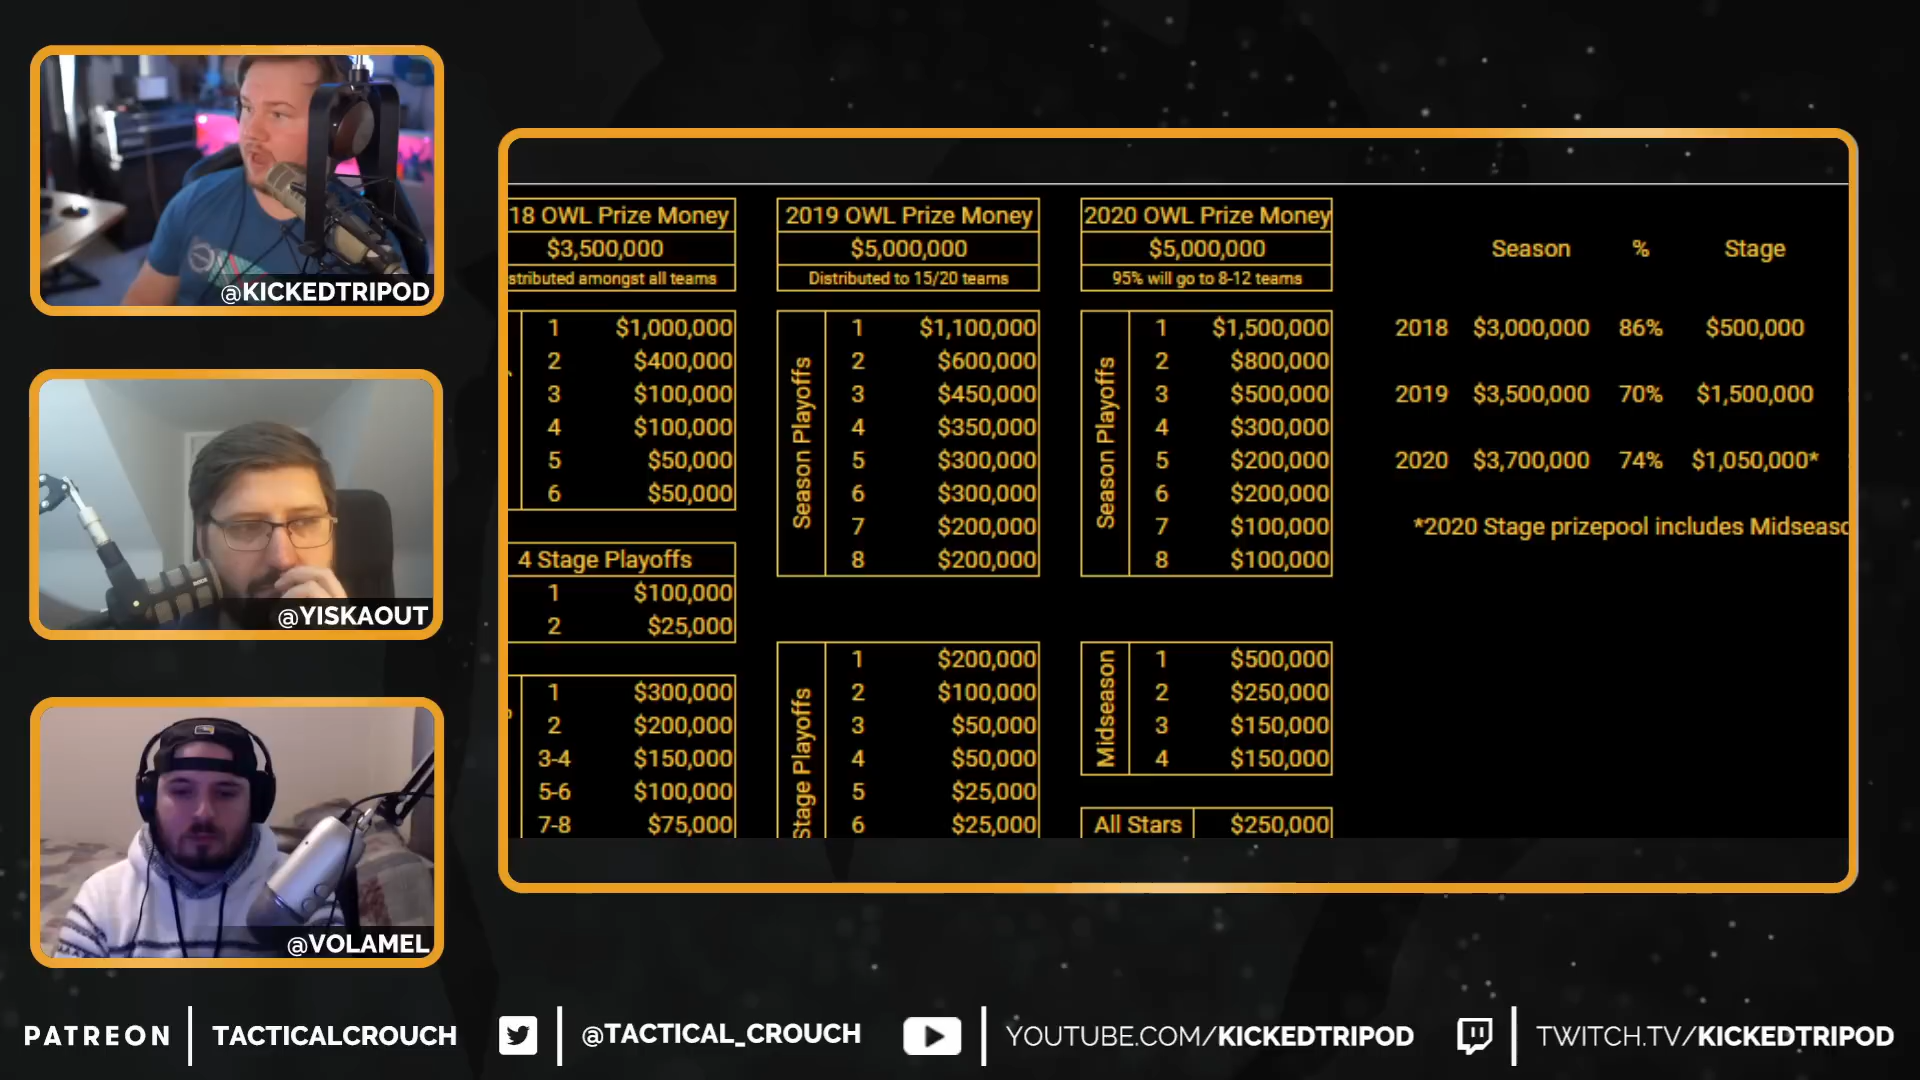 @KICKEDTRIPOD
@YISKAOUT
@VOLAMEL
18 OWL Prize Money
$3,500,000
stributed amongst all teams
1 $1,000,000
2 $400,000
3 $100,000
4 $100,000
5 $50,000
6 $50,000
4 Stage Playoffs
1 $100,000
2 $25,000
1 $300,000
2 $200,000
3-4 $150,000
5-6 $100,000
7-8 $75,000
2019 OWL Prize Money
$5,000,000
Distributed to 15/20 teams
Season Playoffs
1 $1,100,000
2 $600,000
3 $450,000
4 $350,000
5 $300,000
6 $300,000
7 $200,000
8 $200,000
Stage Playoffs
1 $200,000
2 $100,000
3 $50,000
4 $50,000
5 $25,000
6 $25,000
2020 OWL Prize Money
$5,000,000
95% will go to 8-12 teams
Season Playoffs
1 $1,500,000
2 $800,000
3 $500,000
4 $300,000
5 $200,000
6 $200,000
7 $100,000
8 $100,000
Midseason
1 $500,000
2 $250,000
3 $150,000
4 $150,000
All Stars $250,000
Season % Stage
2018 $3,000,000 86% $500,000
2019 $3,500,000 70% $1,500,000
2020 $3,700,000 74% $1,050,000*
*2020 Stage prizepool includes Midseasc
PATREON | TACTICALCROUCH
@TACTICAL_CROUCH
YOUTUBE.COM/KICKEDTRIPOD
TWITCH.TV/KICKEDTRIPOD